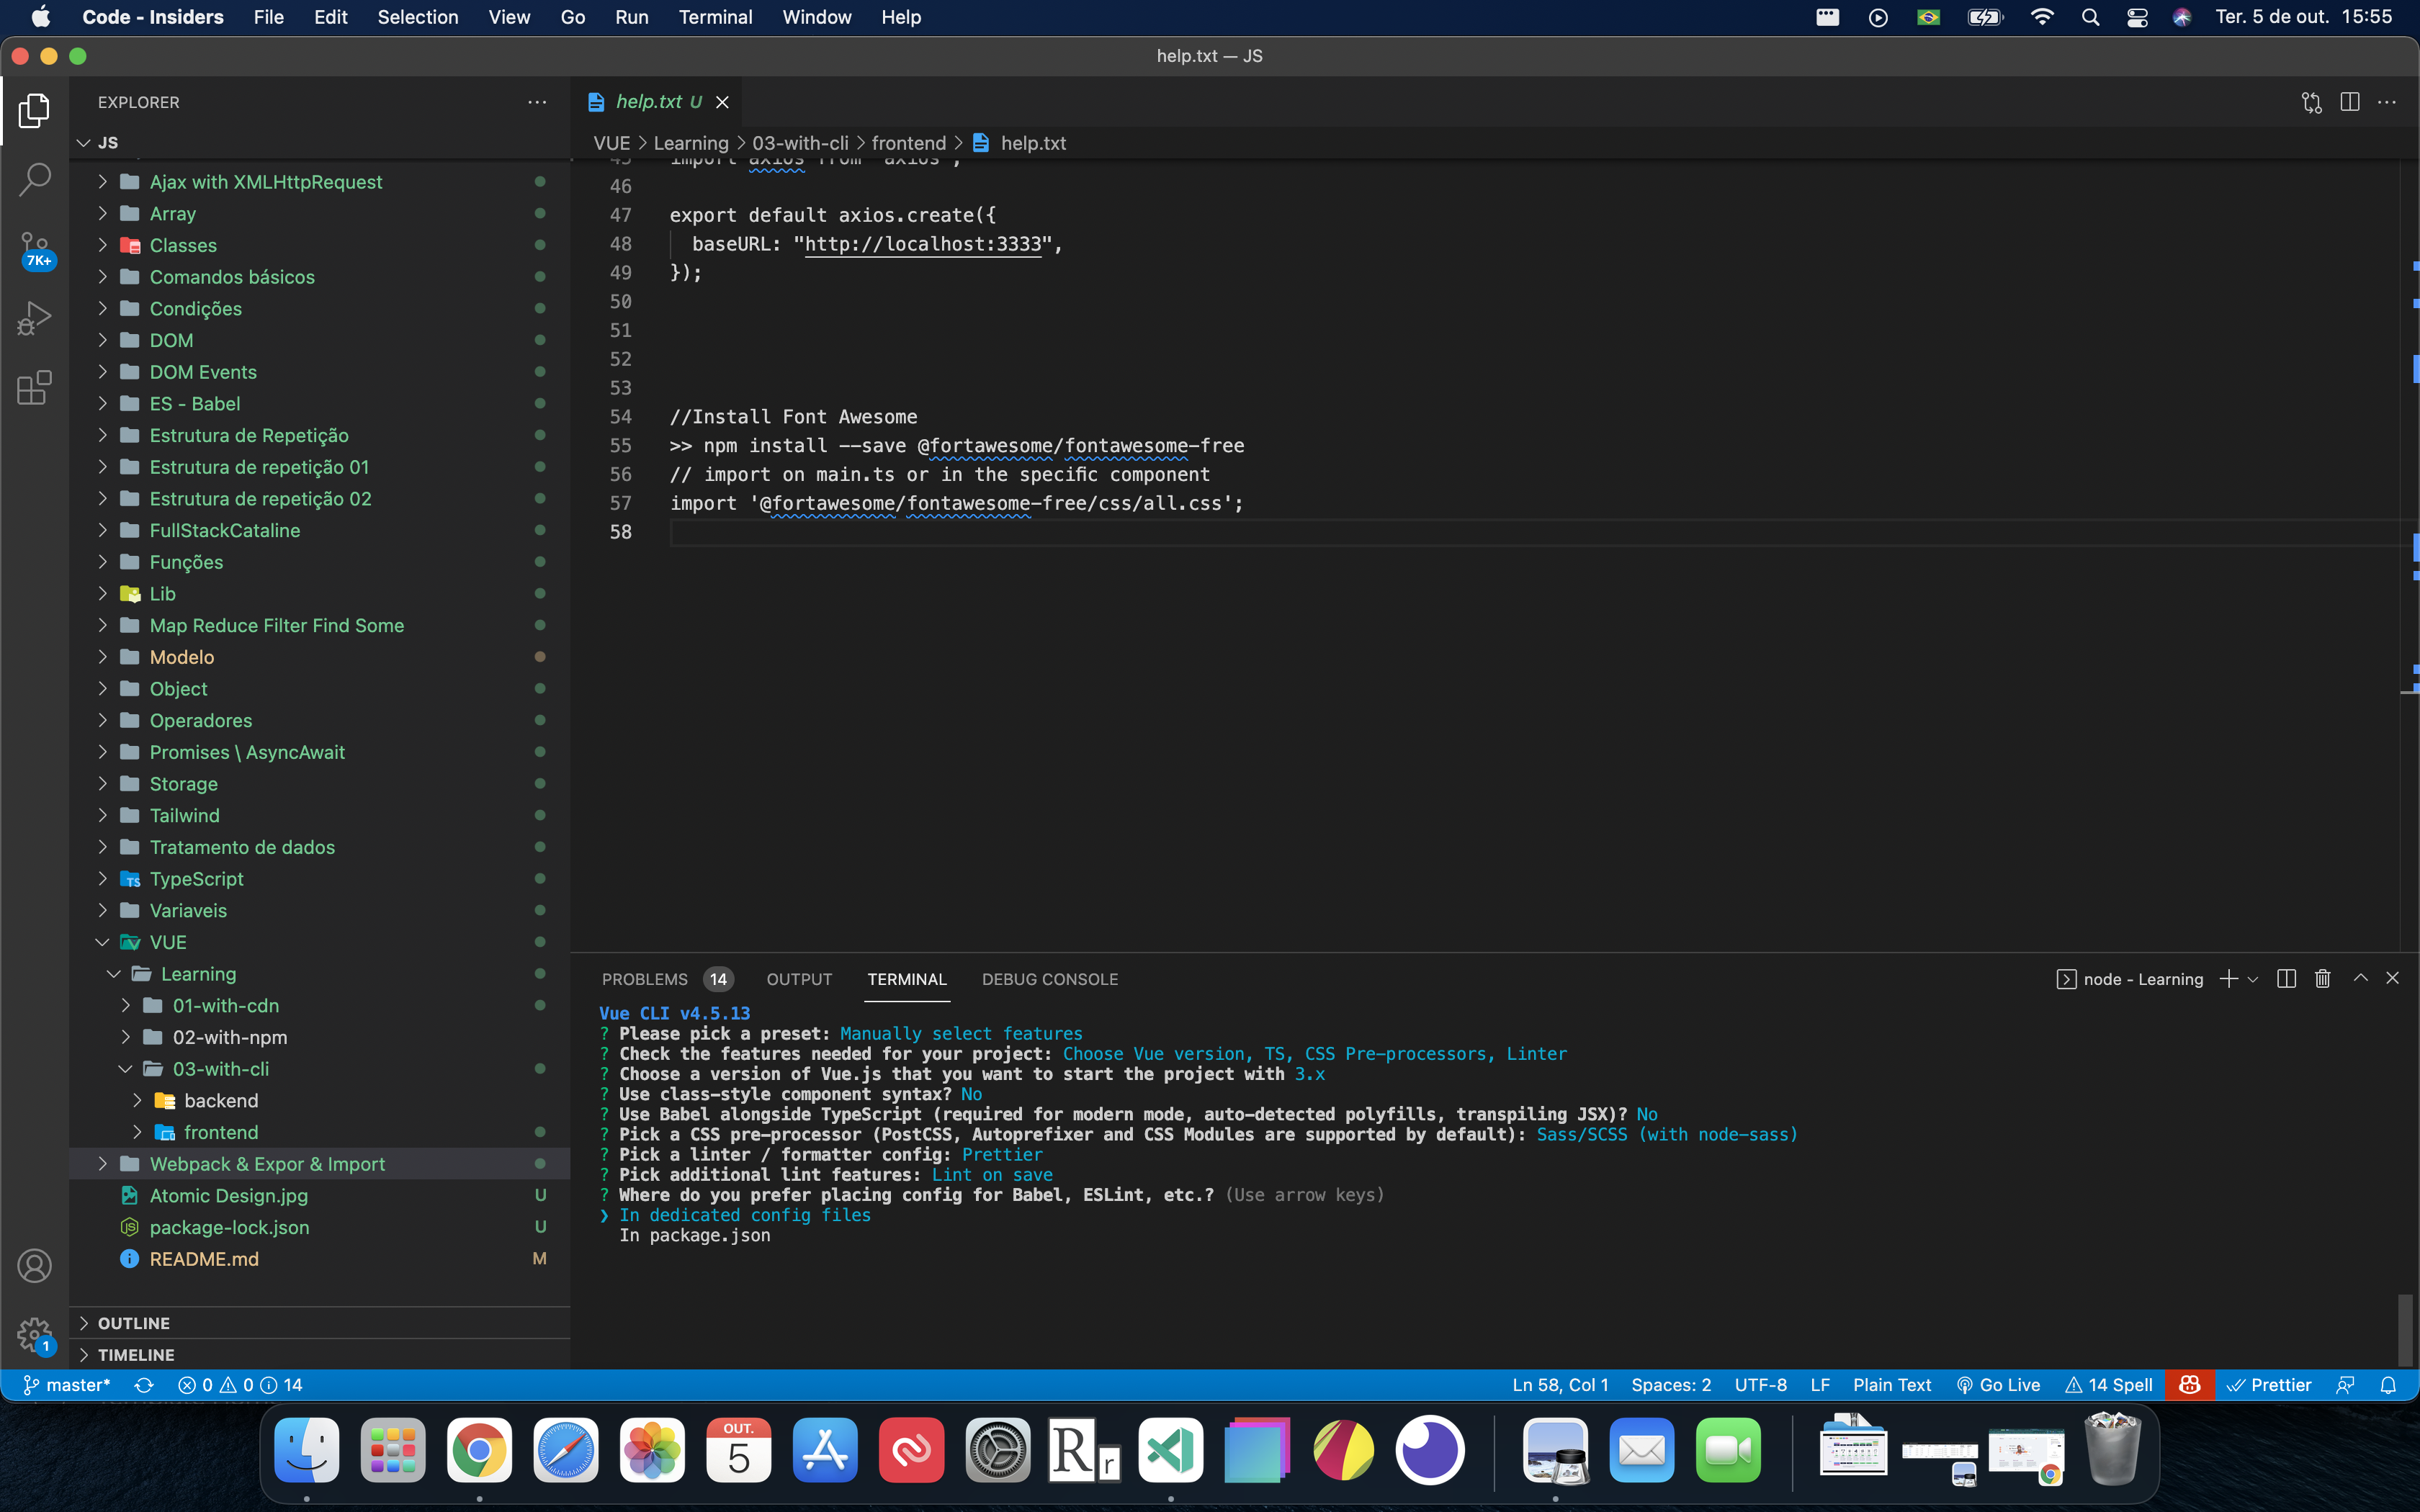 Code - Insiders File Edit Selection View Go Run Terminal Window Help Ter. 5 de out. 15:55
help.txt — JS
EXPLORER
JS
Ajax with XMLHttpRequest
Array
Classes
Comandos básicos
Condições
DOM
DOM Events
ES - Babel
Estrutura de Repetição
Estrutura de repetição 01
Estrutura de repetição 02
FullStackCataline
Funções
Lib
Map Reduce Filter Find Some
Modelo
Object
Operadores
Promises \ AsyncAwait
Storage
Tailwind
Tratamento de dados
TypeScript
Variaveis
VUE
Learning
01-with-cdn
02-with-npm
03-with-cli
backend
frontend
Webpack & Expor & Import
Atomic Design.jpg U
package-lock.json U
README.md M
OUTLINE
TIMELINE
7K+
1
help.txt U
VUE > Learning > 03-with-cli > frontend > help.txt
45 import axios from 'axios';
46
47 export default axios.create({
48 baseURL: "http://localhost:3333",
49 });
50
51
52
53
54 //Install Font Awesome
55 >> npm install --save @fortawesome/fontawesome-free
56 // import on main.ts or in the specific component
57 import '@fortawesome/fontawesome-free/css/all.css';
58
PROBLEMS 14 OUTPUT TERMINAL DEBUG CONSOLE node - Learning
Vue CLI v4.5.13
? Please pick a preset: Manually select features
? Check the features needed for your project: Choose Vue version, TS, CSS Pre-processors, Linter
? Choose a version of Vue.js that you want to start the project with 3.x
? Use class-style component syntax? No
? Use Babel alongside TypeScript (required for modern mode, auto-detected polyfills, transpiling JSX)? No
? Pick a CSS pre-processor (PostCSS, Autoprefixer and CSS Modules are supported by default): Sass/SCSS (with node-sass)
? Pick a linter / formatter config: Prettier
? Pick additional lint features: Lint on save
? Where do you prefer placing config for Babel, ESLint, etc.? (Use arrow keys)
❯ In dedicated config files
In package.json
master* 0 0 14 Ln 58, Col 1 Spaces: 2 UTF-8 LF Plain Text Go Live 14 Spell Prettier
OUT.
5
R r